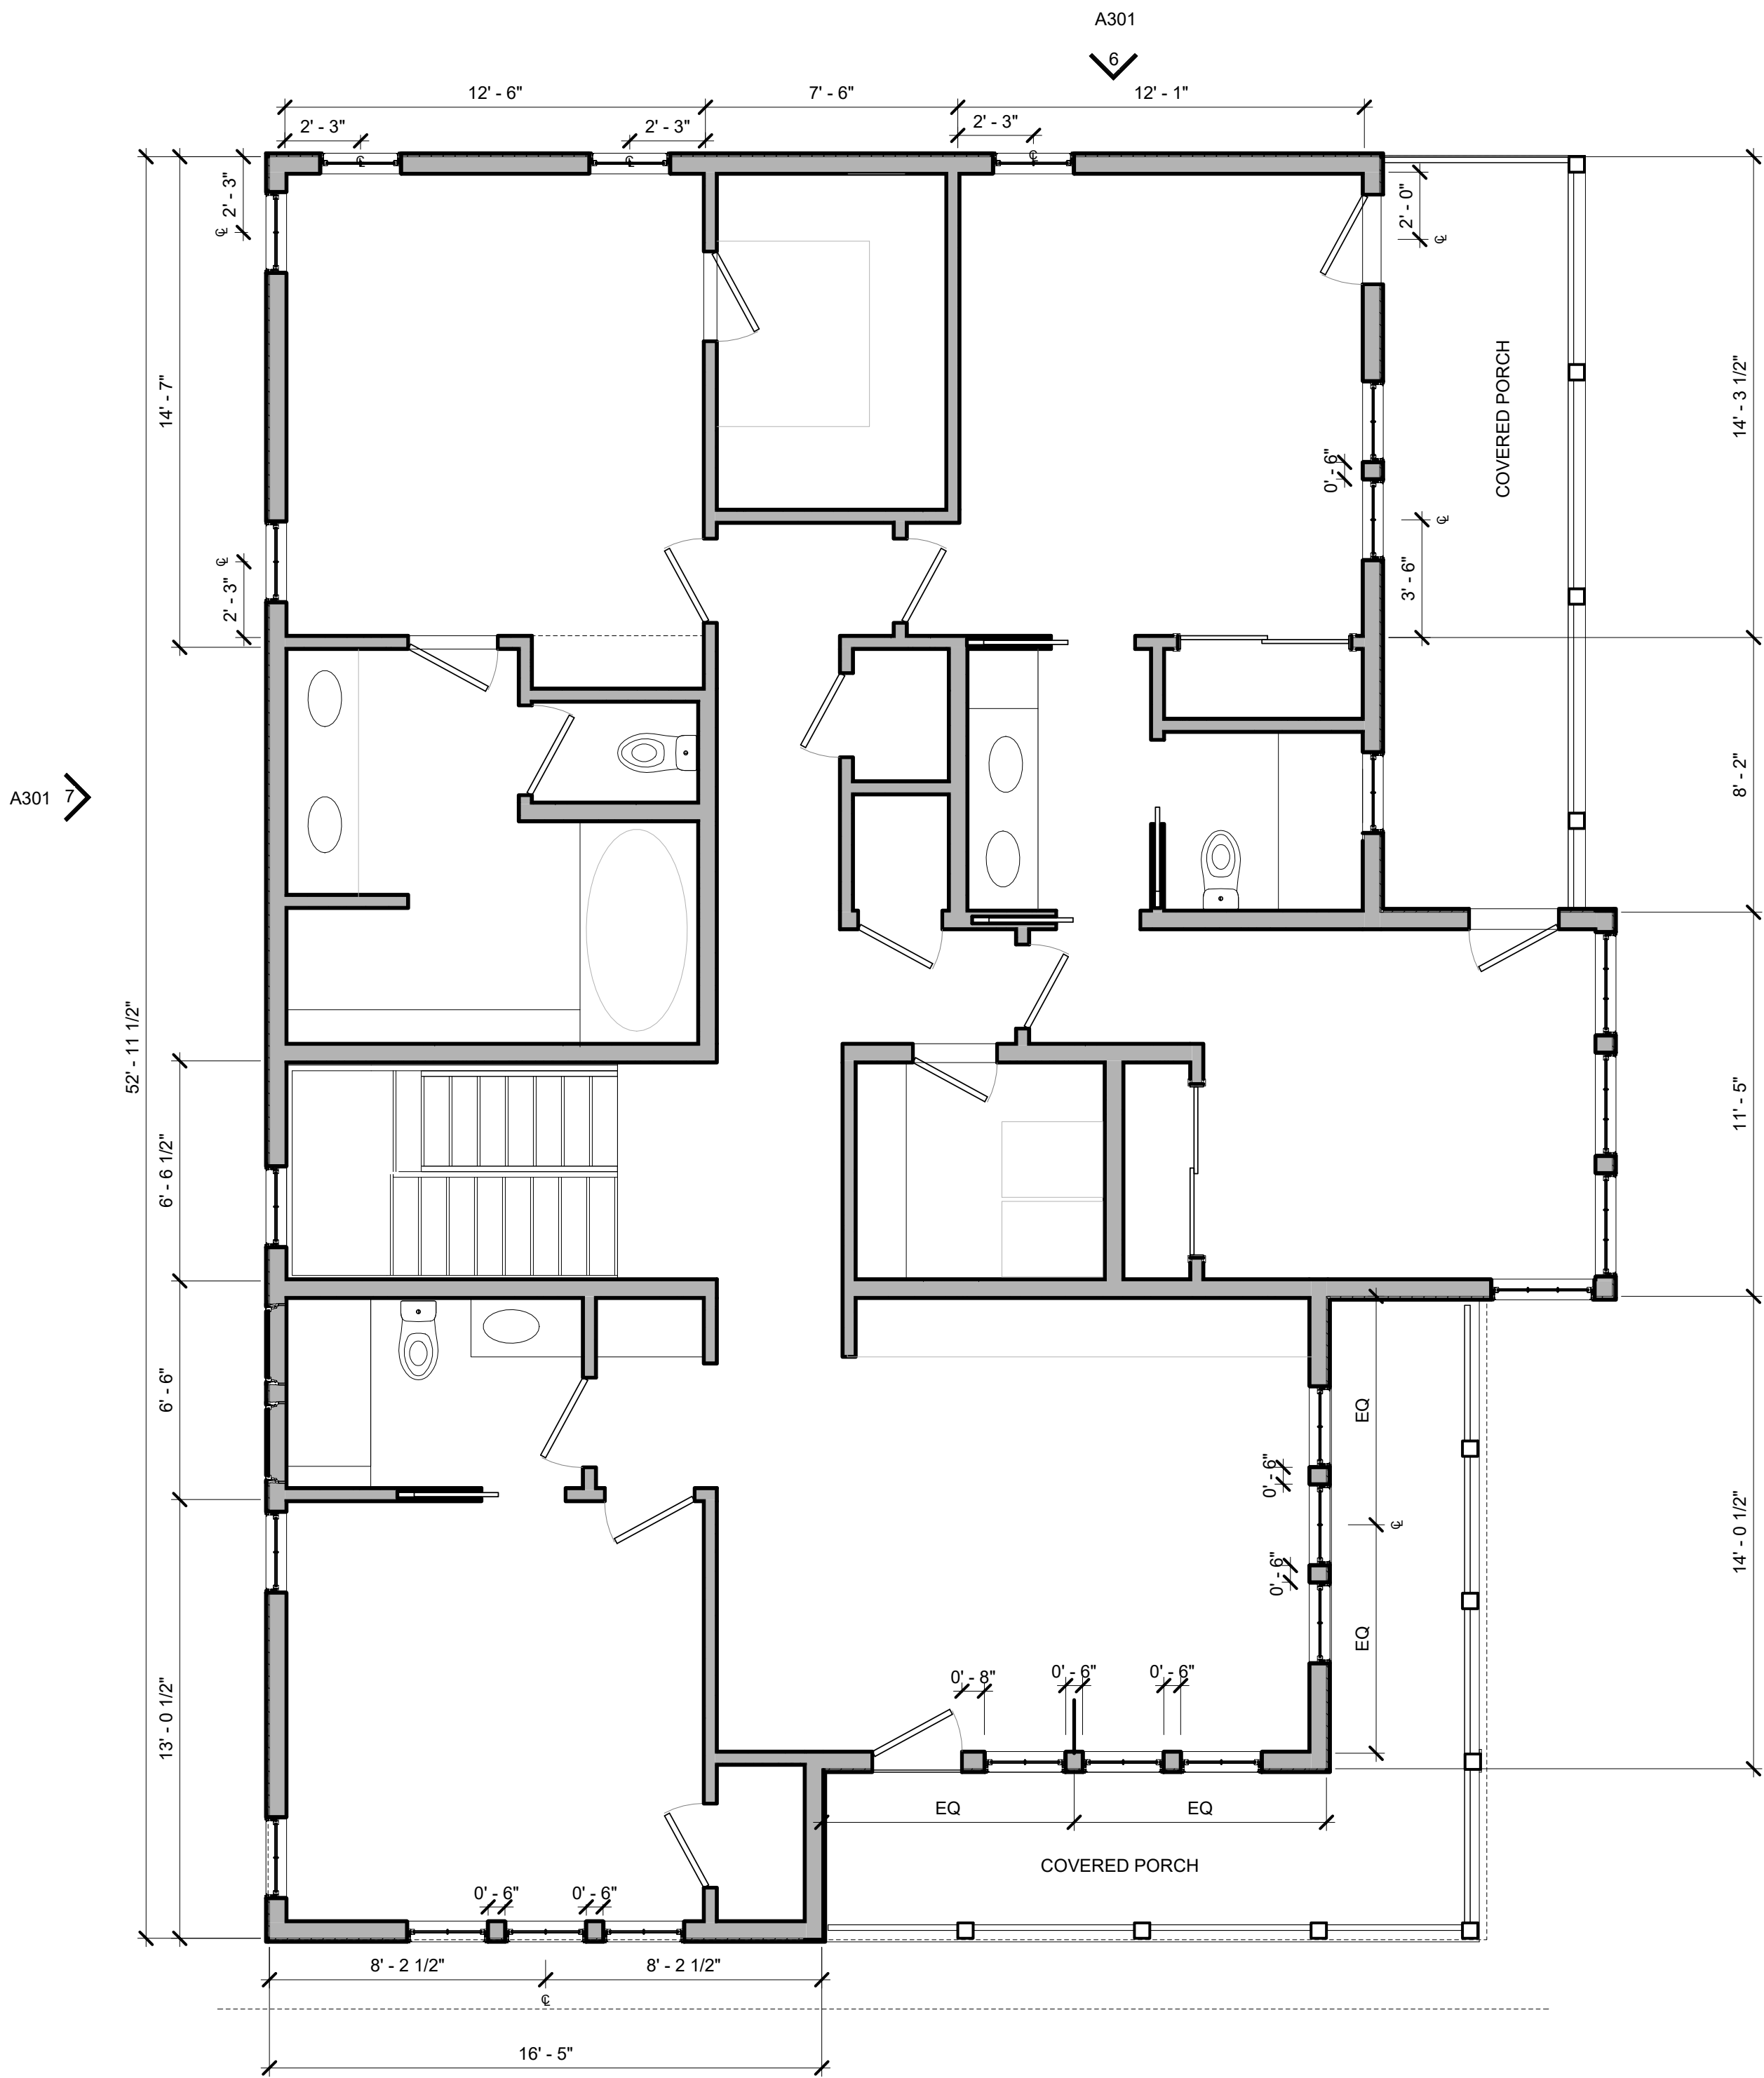 A301
6
12' - 6"
7' - 6"
12' - 1"
2' - 3"
2' - 3"
2' - 3"
℄
℄
℄
2' - 3"
℄
2' - 0"
℄
14' - 7"
14' - 3 1/2"
COVERED PORCH
0' - 6"
℄
℄
2' - 3"
3' - 6"
A301
7
8' - 2"
52' - 11 1/2"
11' - 5"
6' - 6 1/2"
6' - 6"
EQ
0' - 6"
℄
14' - 0 1/2"
0' - 6"
EQ
13' - 0 1/2"
0' - 8"
0' - 6"
0' - 6"
EQ
EQ
COVERED PORCH
0' - 6"
0' - 6"
8' - 2 1/2"
8' - 2 1/2"
℄
16' - 5"